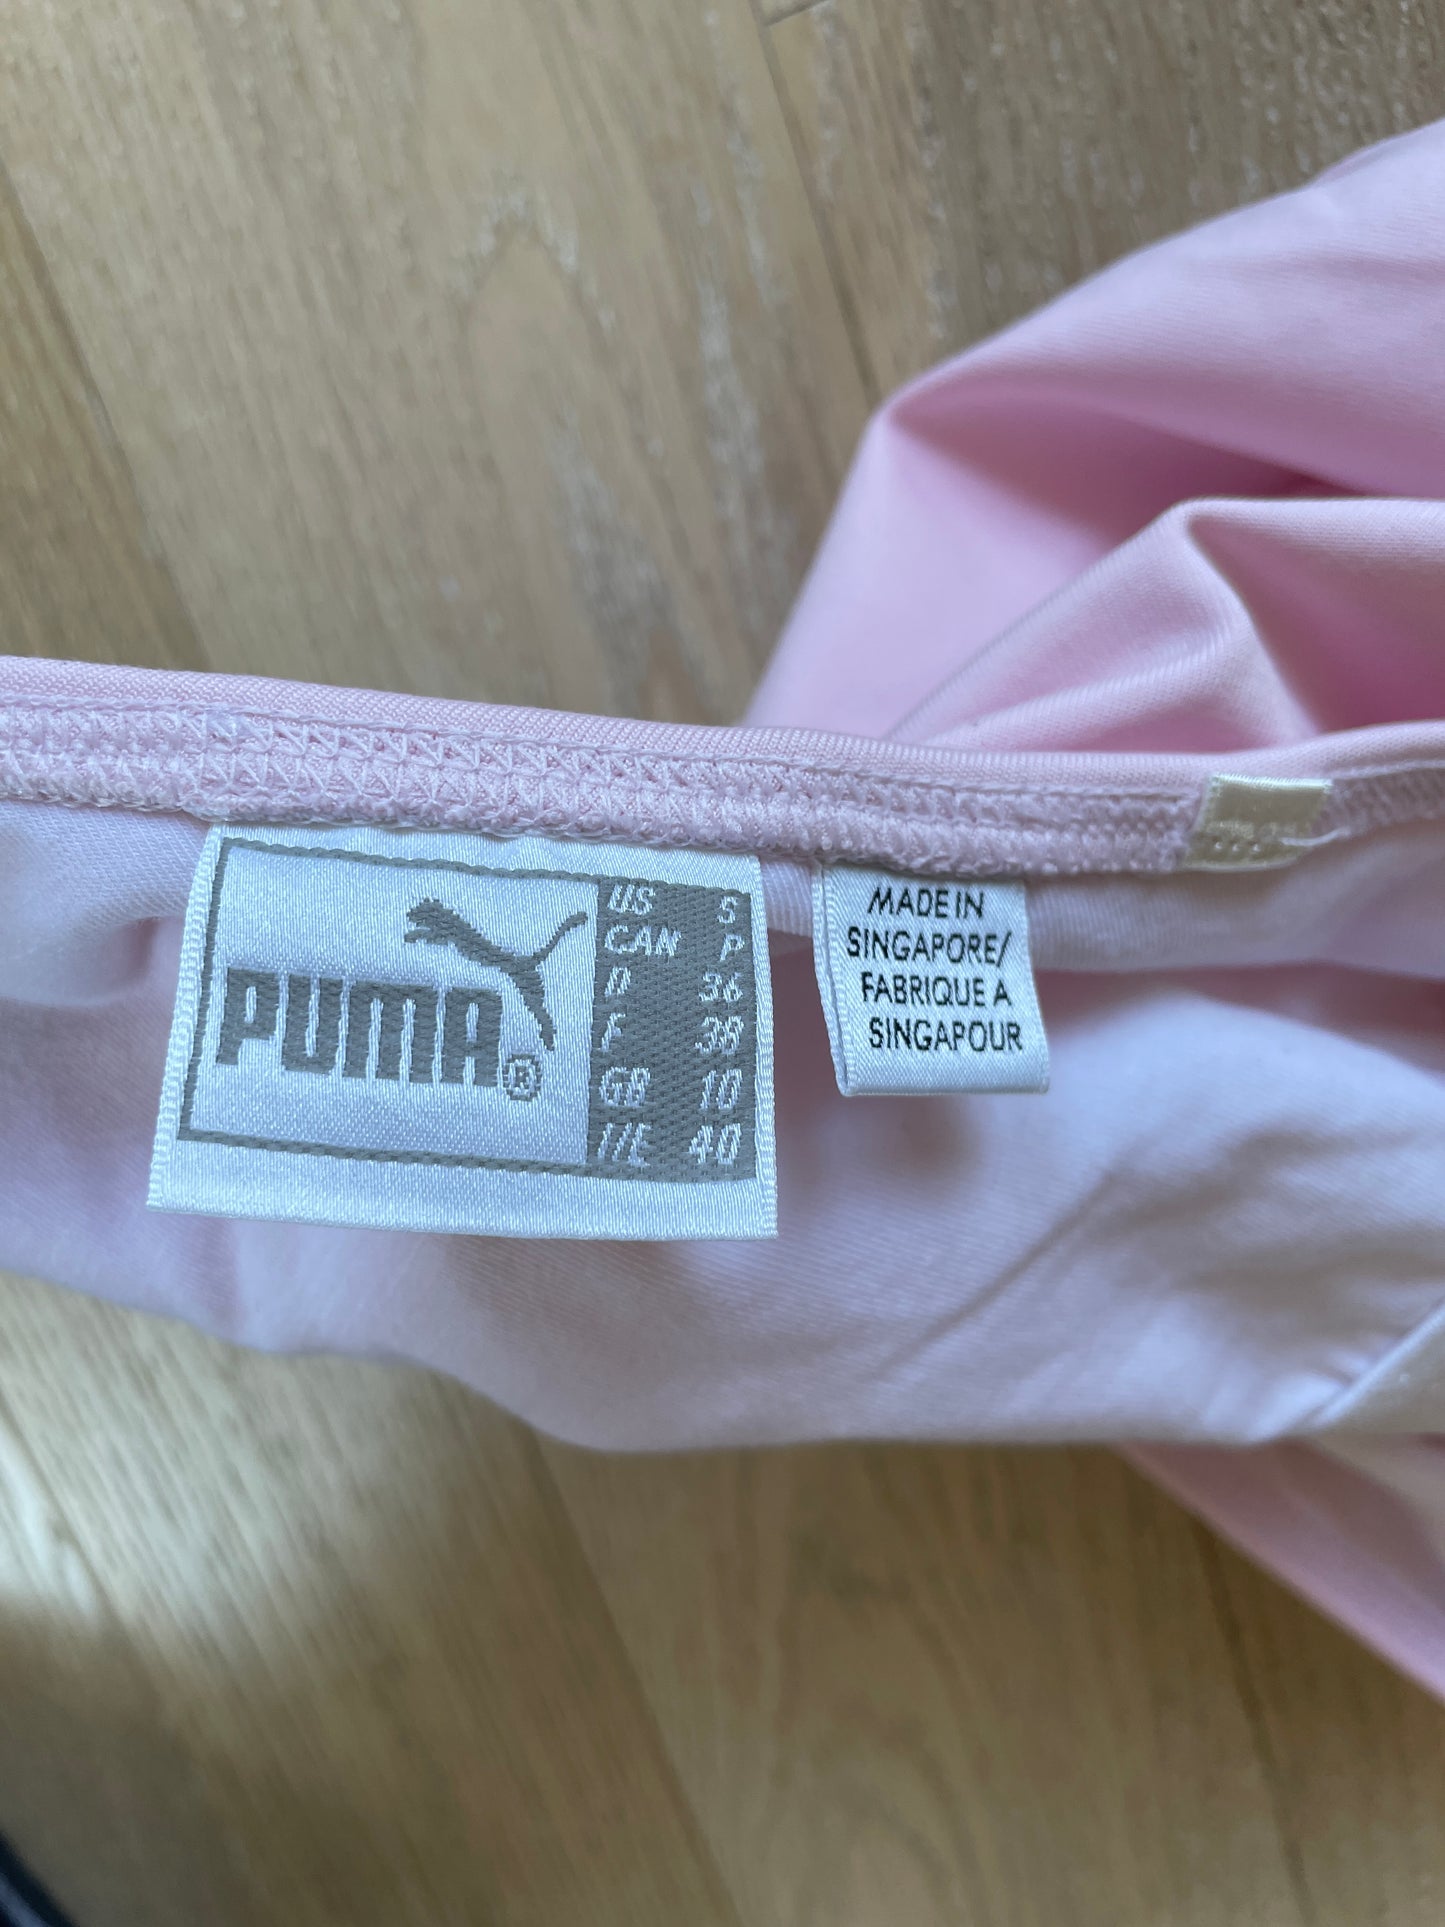 PUMA®
US S
CAN P
D 36
F 38
GB 10
I/E 40
MADE IN
SINGAPORE/
FABRIQUE A
SINGAPOUR